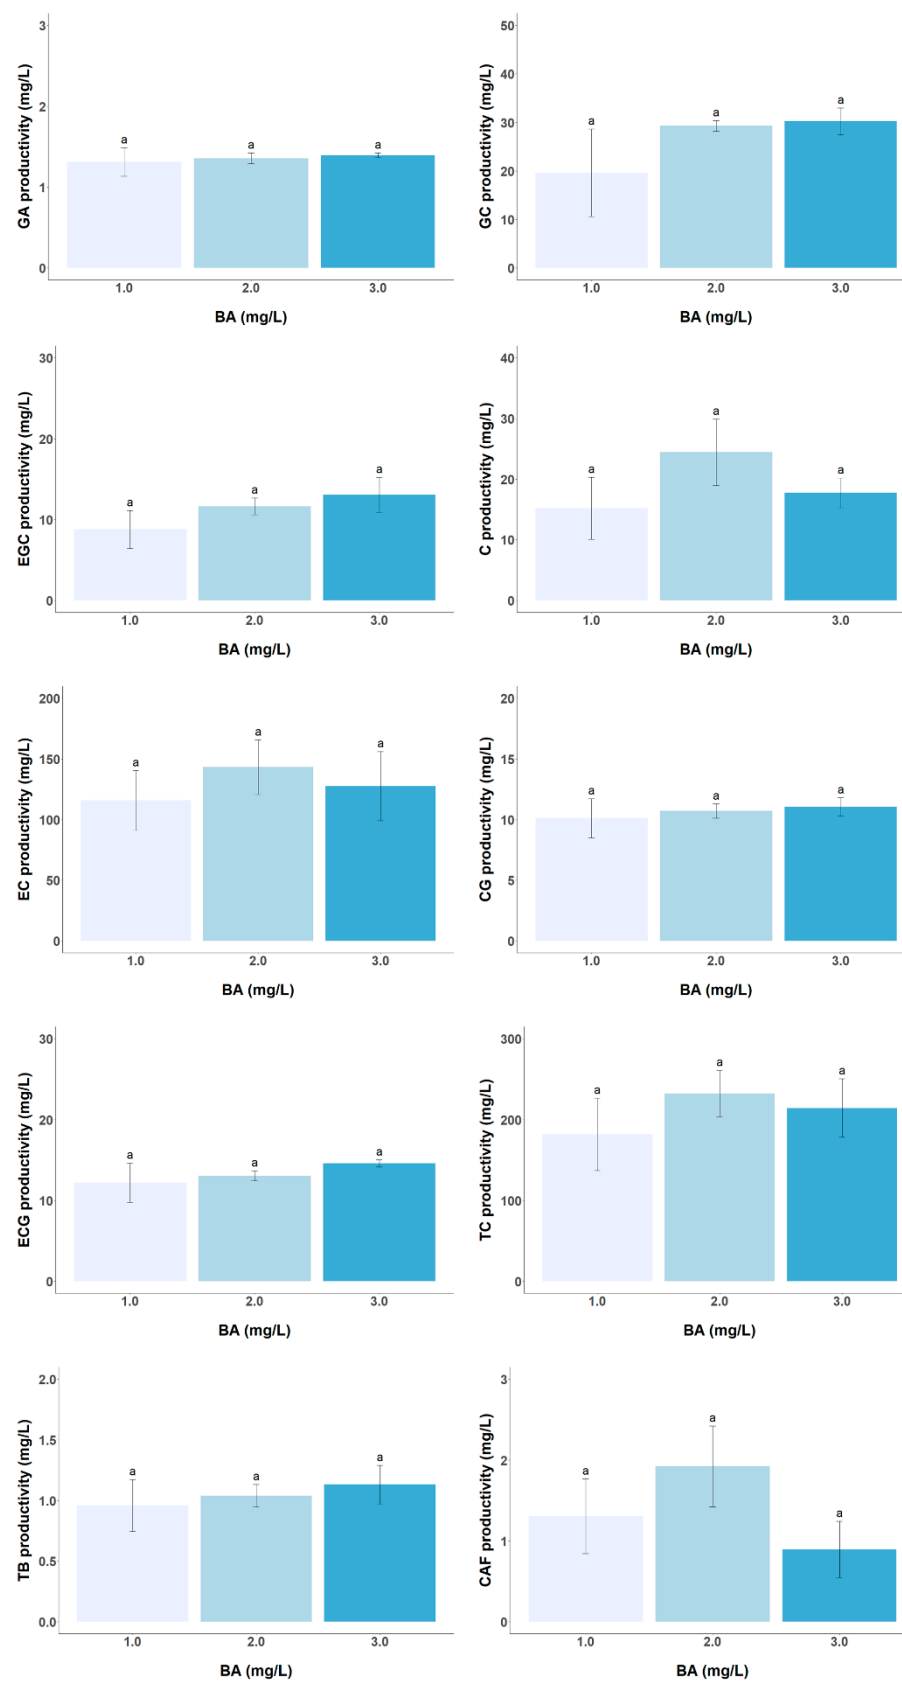 GA productivity (mg/L)
3
2
1
0
a a a
1.0 2.0 3.0
BA (mg/L)
GC productivity (mg/L)
50
40
30
20
10
0
a a a
1.0 2.0 3.0
BA (mg/L)
EGC productivity (mg/L)
30
20
10
0
a a a
1.0 2.0 3.0
BA (mg/L)
C productivity (mg/L)
40
30
20
10
0
a a a
1.0 2.0 3.0
BA (mg/L)
EC productivity (mg/L)
200
150
100
50
0
a a a
1.0 2.0 3.0
BA (mg/L)
CG productivity (mg/L)
20
15
10
5
0
a a a
1.0 2.0 3.0
BA (mg/L)
ECG productivity (mg/L)
30
20
10
0
a a a
1.0 2.0 3.0
BA (mg/L)
TC productivity (mg/L)
300
200
100
0
a a a
1.0 2.0 3.0
BA (mg/L)
TB productivity (mg/L)
2.0
1.5
1.0
0.5
0.0
a a a
1.0 2.0 3.0
BA (mg/L)
CAF productivity (mg/L)
3
2
1
0
a a a
1.0 2.0 3.0
BA (mg/L)